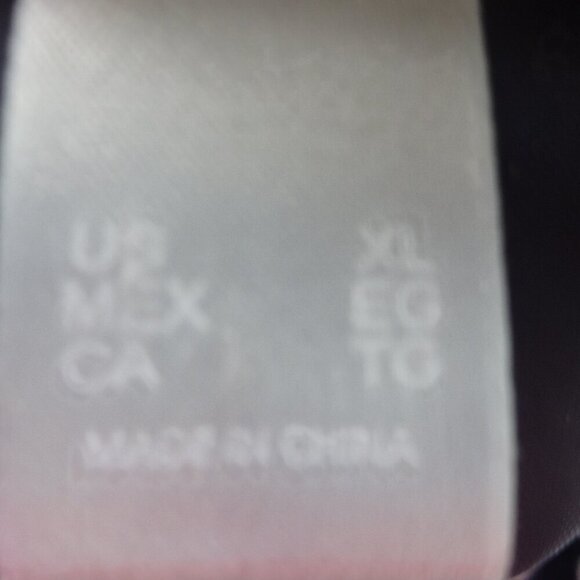 US XL
MEX EG
CA TG
MADE IN CHINA